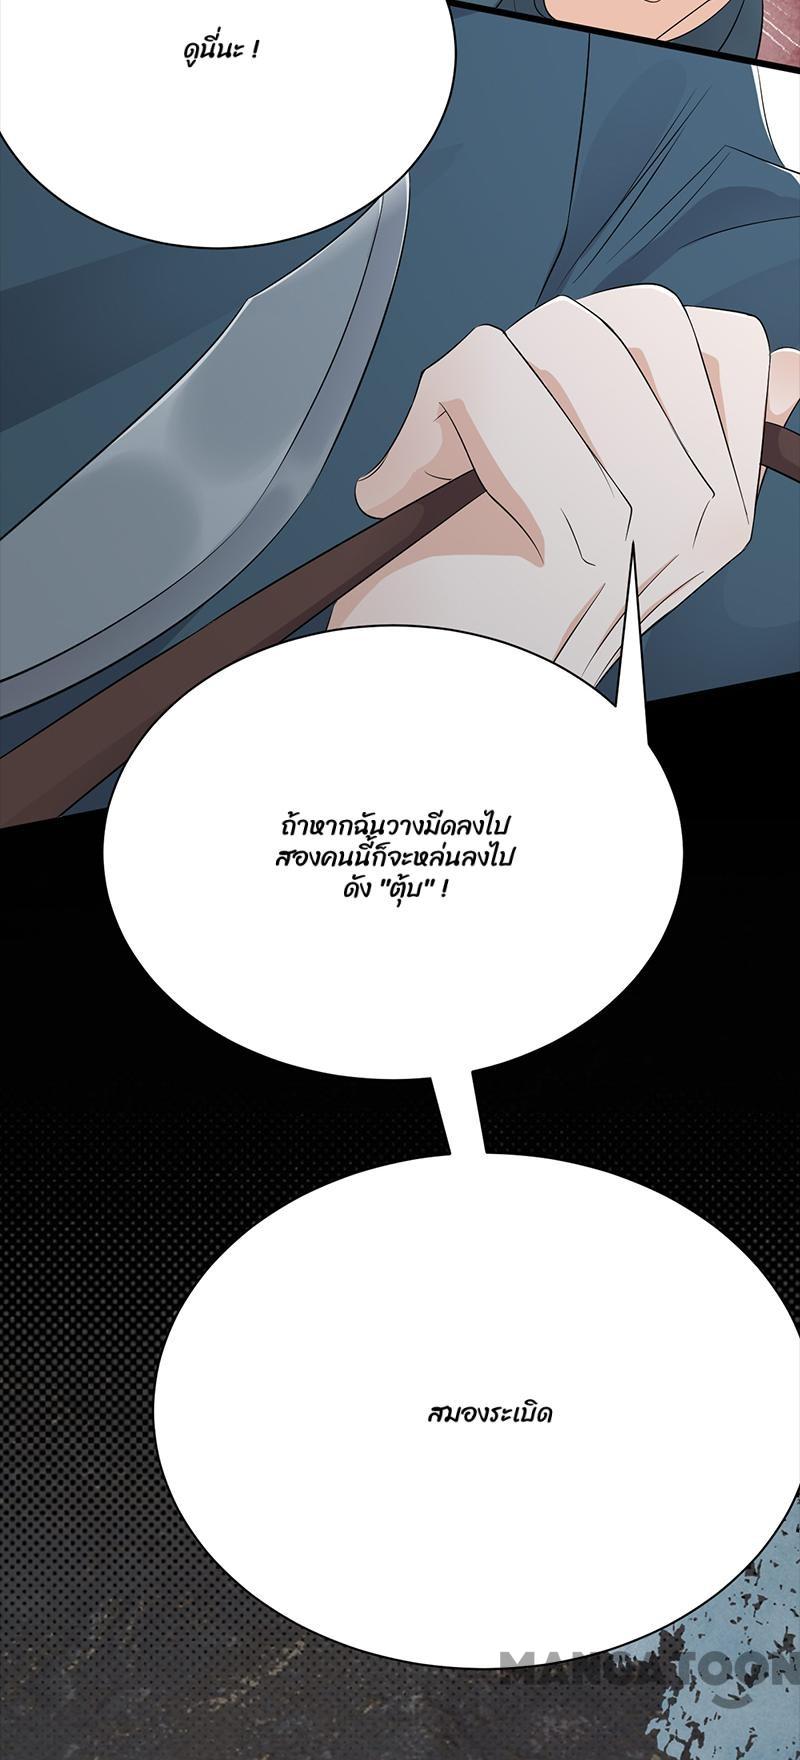 ดูนี่นะ !
ถ้าหากฉันวางมีดลงไป
สองคนนี้ก็จะหล่นลงไป
ดัง "ตุ้บ" !
สมองระเบิด
MANGATOON